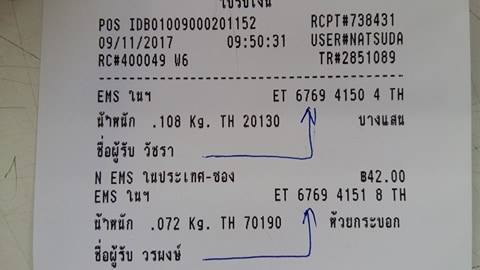 ใบรับเงิน
POS IDB01009000201152 RCPT#738431
09/11/2017 09:50:31 USER#NATSUDA
RC#400049 W6 TR#2851089
EMS ในฯ ET 6769 4150 4 TH
น้ำหนัก .108 Kg. TH 20130 บางแสน
ชื่อผู้รับ วัชรา
N EMS ในประเทศ-ซอง ฿42.00
EMS ในฯ ET 6769 4151 8 TH
น้ำหนัก .072 Kg. TH 70190 ห้วยกระบอก
ชื่อผู้รับ วรพงษ์